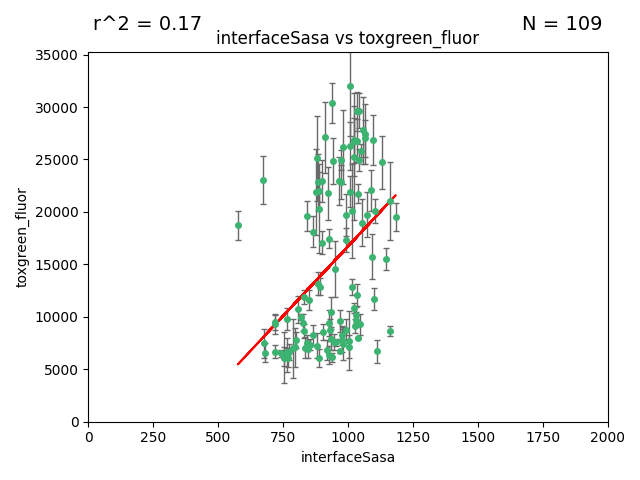 r^2 = 0.17
N = 109
interfaceSasa vs toxgreen_fluor
toxgreen_fluor
35000
30000
25000
20000
15000
10000
5000
0
0 250 500 750 1000 1250 1500 1750 2000
interfaceSasa